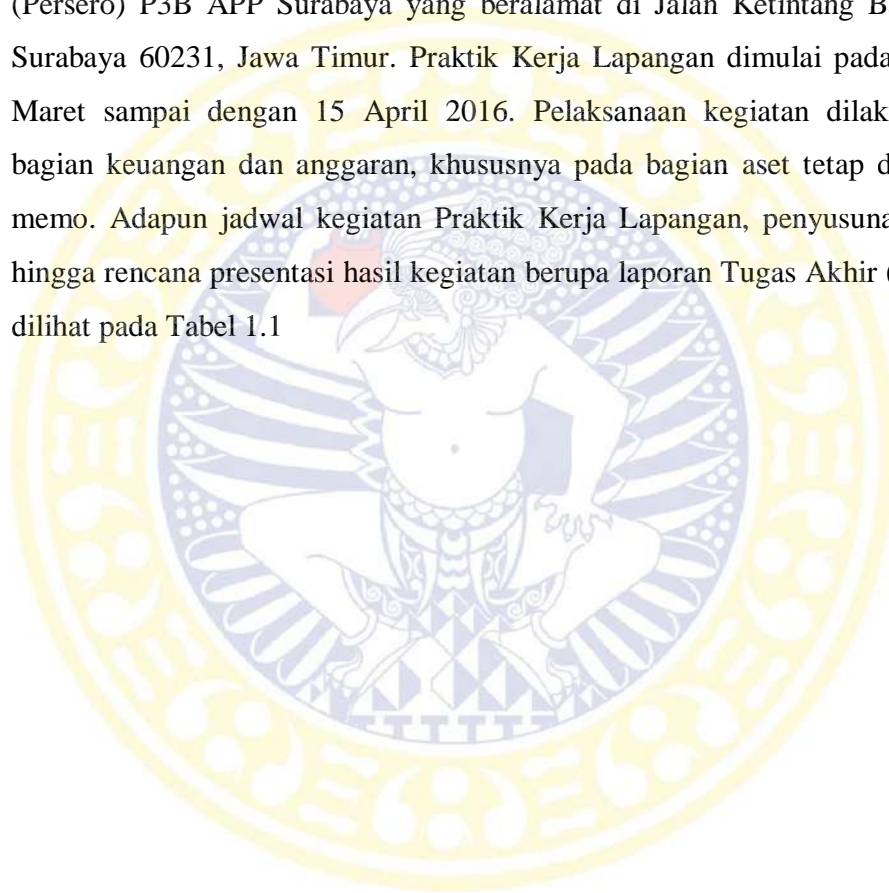 (Persero) P3B APP Surabaya yang beralamat di Jalan Ketintang B
Surabaya 60231, Jawa Timur. Praktik Kerja Lapangan dimulai pada
Maret sampai dengan 15 April 2016. Pelaksanaan kegiatan dilak
bagian keuangan dan anggaran, khususnya pada bagian aset tetap d
memo. Adapun jadwal kegiatan Praktik Kerja Lapangan, penyusuna
hingga rencana presentasi hasil kegiatan berupa laporan Tugas Akhir
dilihat pada Tabel 1.1